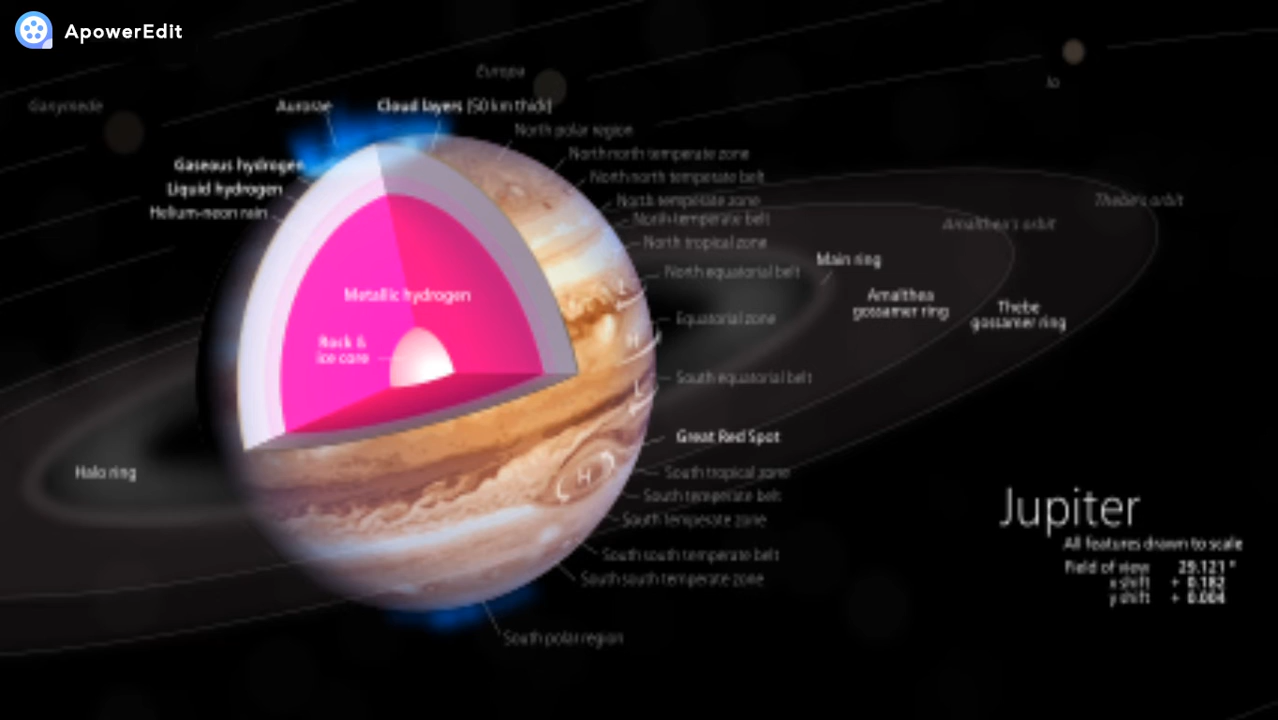 ApowerEdit
Europa
Io
Ganymede
Aurorae
Cloud layers (50 km thick)
North polar region
North north temperate zone
Gaseous hydrogen
North north temperate belt
Liquid hydrogen
North temperate zone
Thebe's orbit
Helium-neon rain
North temperate belt
Amalthea's orbit
North tropical zone
Main ring
North equatorial belt
L
Metallic hydrogen
Amalthea
gossamer ring
Thebe
gossamer ring
Equatorial zone
H
Rock &
ice core
South equatorial belt
L
Great Red Spot
Halo ring
South tropical zone
H
South temperate belt
South temperate zone
South south temperate belt
South south temperate zone
South polar region
Jupiter
All features drawn to scale
Field of view 29.121 °
x shift + 0.182
y shift + 0.004